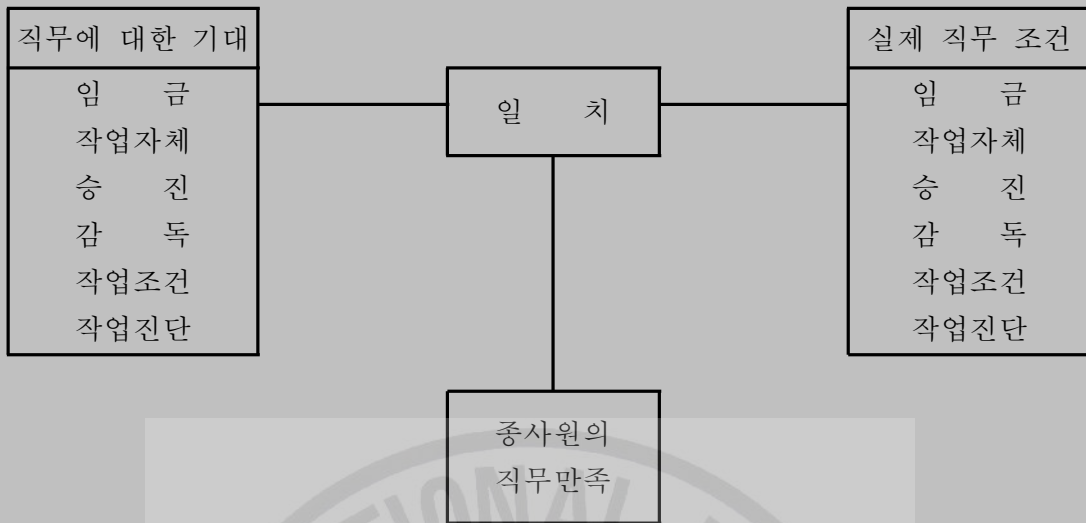 직무에 대한 기대
임 금
작업자체
승 진
감 독
작업조건
작업진단
일 치
실제 직무 조건
임 금
작업자체
승 진
감 독
작업조건
작업진단
종사원의
직무만족